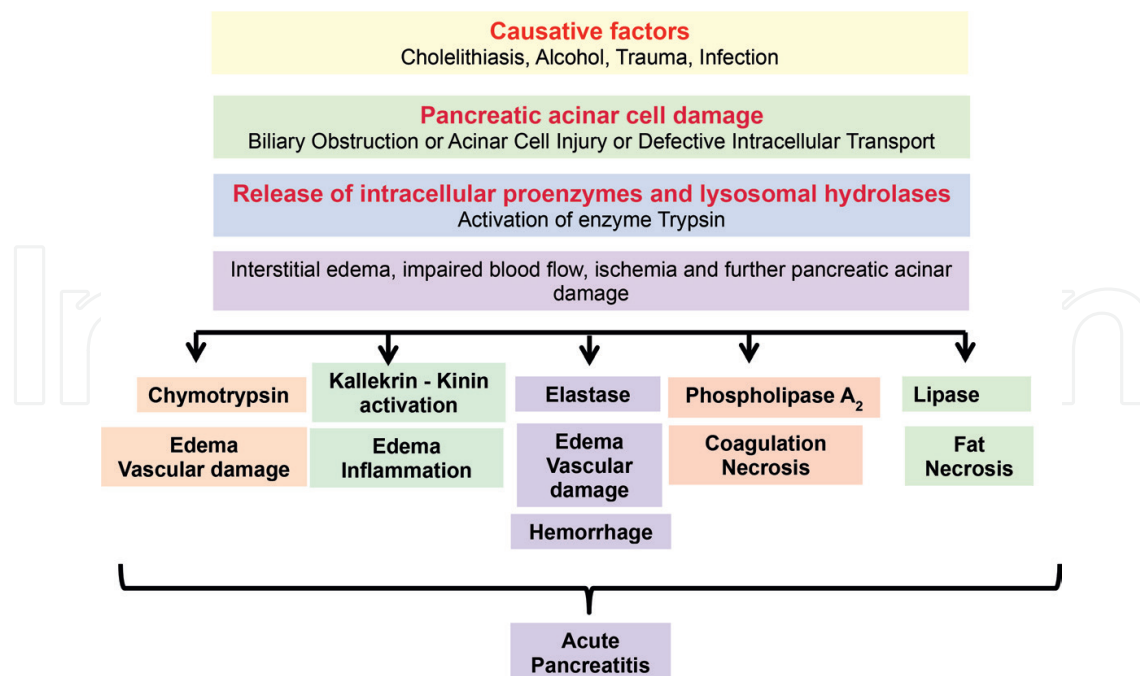 Causative factors
Cholelithiasis, Alcohol, Trauma, Infection
Pancreatic acinar cell damage
Biliary Obstruction or Acinar Cell Injury or Defective Intracellular Transport
Release of intracellular proenzymes and lysosomal hydrolases
Activation of enzyme Trypsin
Interstitial edema, impaired blood flow, ischemia and further pancreatic acinar
damage
Chymotrypsin
Edema
Vascular damage
Kallekrin - Kinin
activation
Edema
Inflammation
Elastase
Edema
Vascular
damage
Hemorrhage
Phospholipase A₂
Coagulation
Necrosis
Lipase
Fat
Necrosis
Acute
Pancreatitis